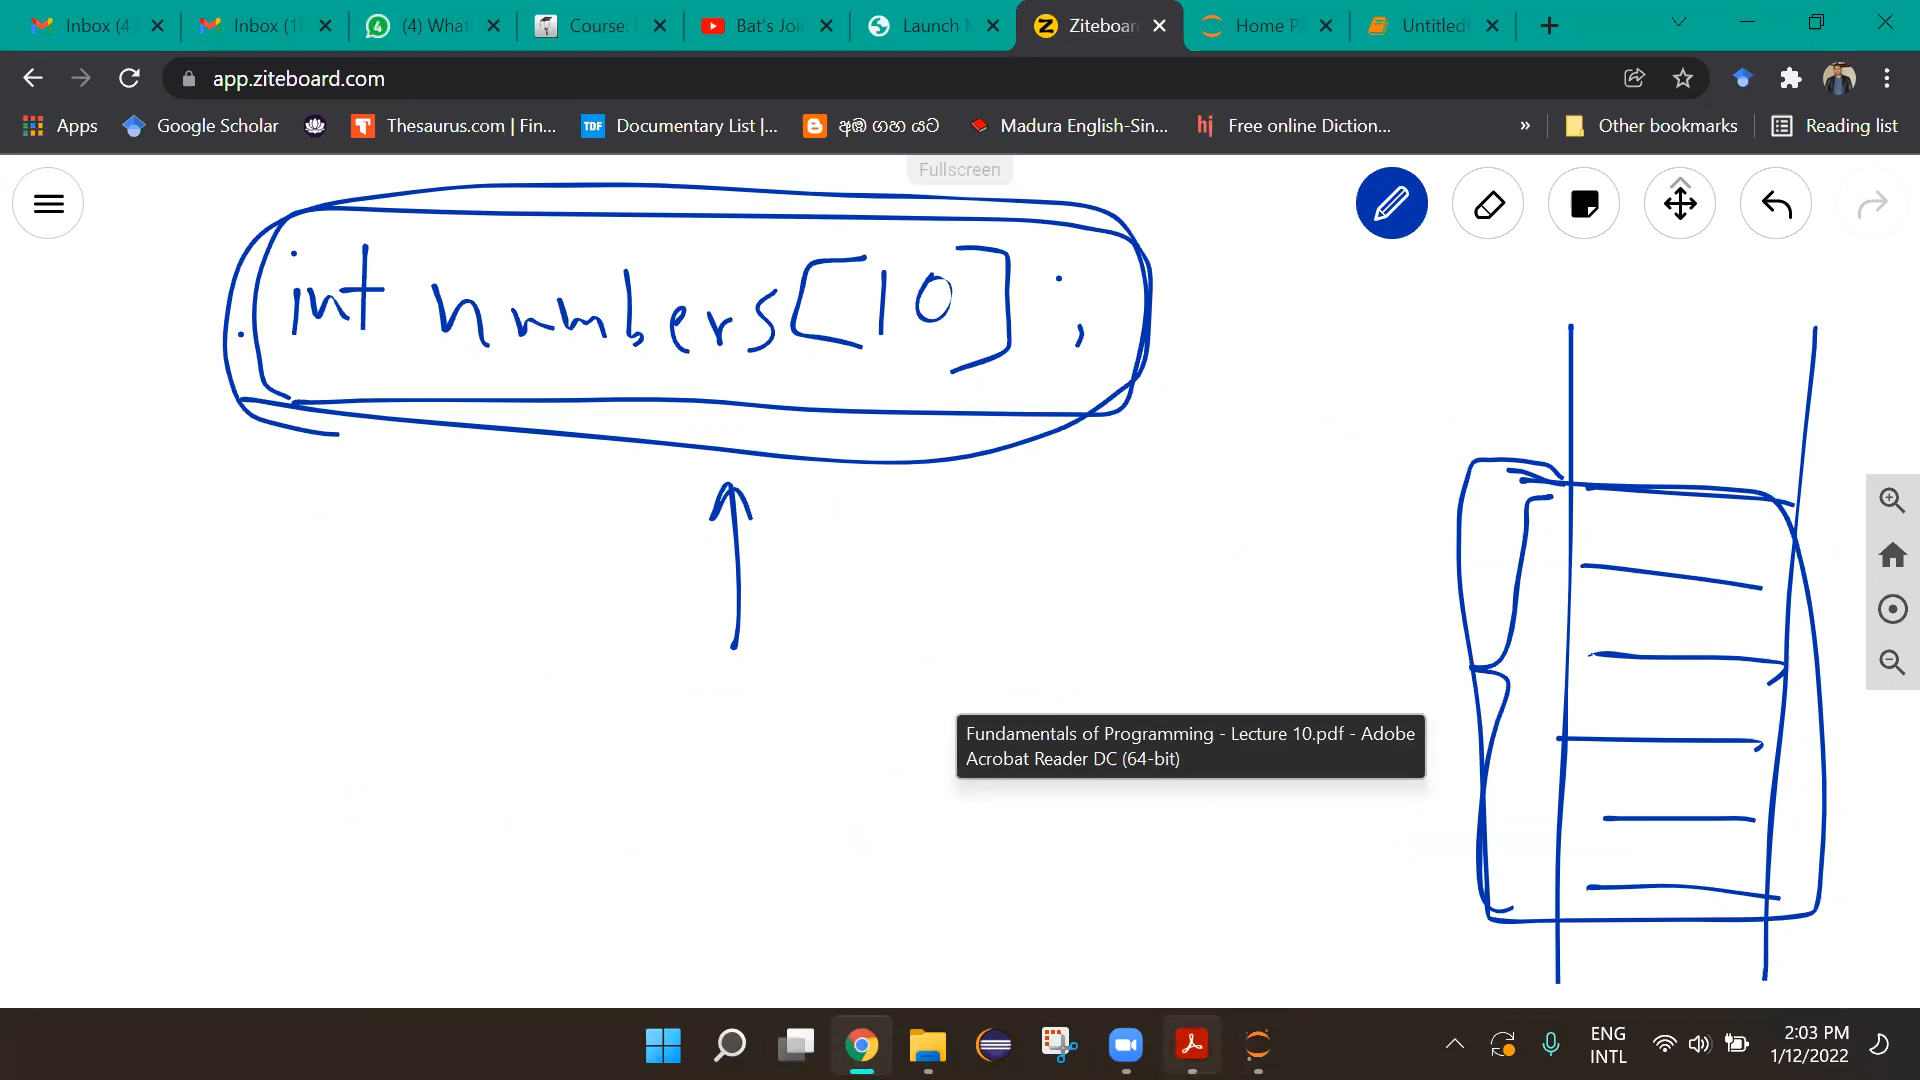 Inbox (4
Inbox (1
(4) What
Course:
Bat's Joi
Launch M
Ziteboar
Home P
Untitled
app.ziteboard.com
Apps
Google Scholar
Thesaurus.com | Fin...
TDF
Documentary List |...
අඹ ගහ යට
Madura English-Sin...
hj
Free online Diction...
»
Other bookmarks
Reading list
Fullscreen
int numbers[10];
Fundamentals of Programming - Lecture 10.pdf - Adobe
Acrobat Reader DC (64-bit)
ENG
INTL
2:03 PM
1/12/2022